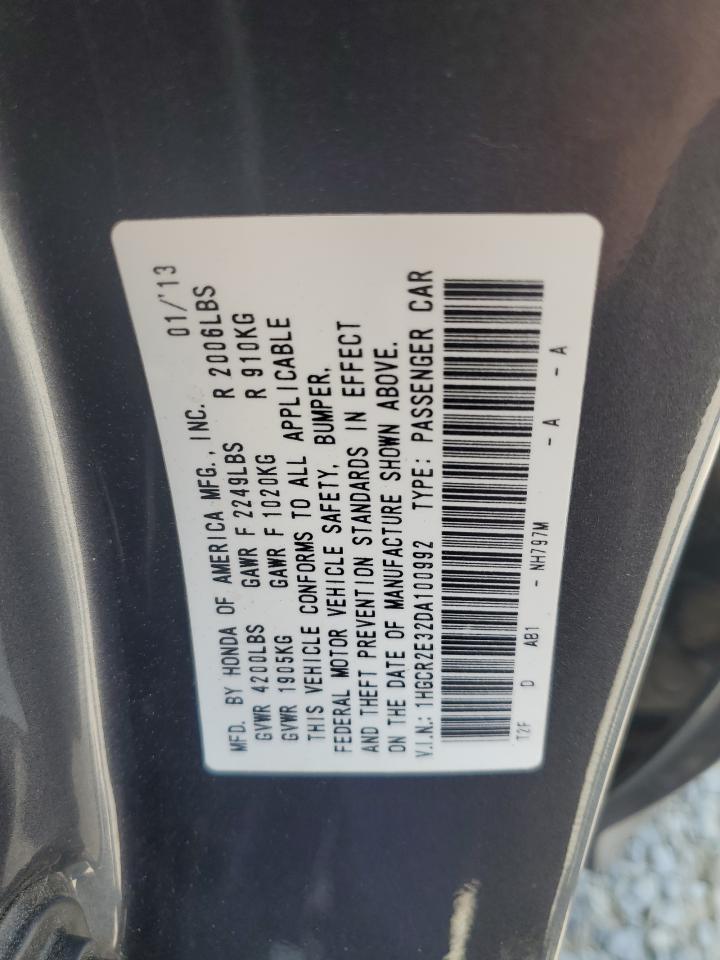 MFD. BY HONDA OF AMERICA MFG., INC. 01/'13
GVWR 4200LBS GAWR F 2249LBS R 2006LBS
GVWR 1905KG GAWR F 1020KG R 910KG
THIS VEHICLE CONFORMS TO ALL APPLICABLE
FEDERAL MOTOR VEHICLE SAFETY, BUMPER,
AND THEFT PREVENTION STANDARDS IN EFFECT
ON THE DATE OF MANUFACTURE SHOWN ABOVE.
V.I.N.: 1HGCR2E32DA100992 TYPE: PASSENGER CAR
T2F D AB1 - NH797M - A - A